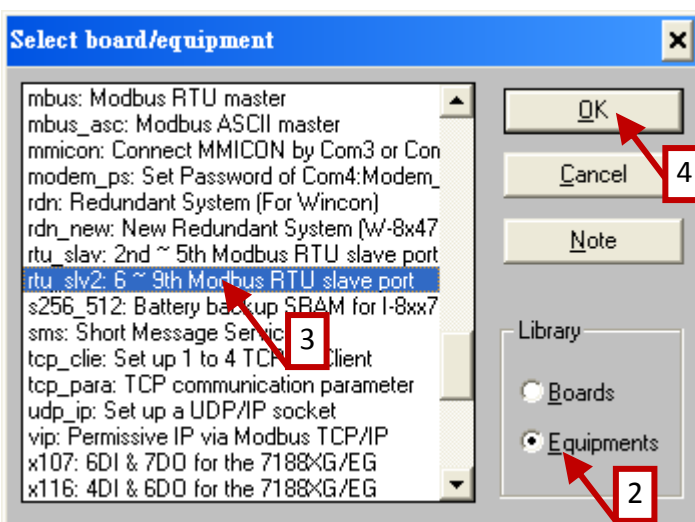 Select board/equipment
mbus: Modbus RTU master
mbus_asc: Modbus ASCII master
mmicon: Connect MMICON by Com3 or Com
modem_ps: Set Password of Com4:Modem_
rdn: Redundant System (For Wincon)
rdn_new: New Redundant System (W-8x47
rtu_slav: 2nd ~ 5th Modbus RTU slave port
rtu_slv2: 6 ~ 9th Modbus RTU slave port
s256_512: Battery backup SRAM for I-8xx7
sms: Short Message Servic
tcp_clie: Set up 1 to 4 TCP Client
tcp_para: TCP communication parameter
udp_ip: Set up a UDP/IP socket
vip: Permissive IP via Modbus TCP/IP
x107: 6DI & 7DO for the 7188XG/EG
x116: 4DI & 6DO for the 7188XG/EG
3
OK
4
Cancel
Note
Library
Boards
Equipments
2